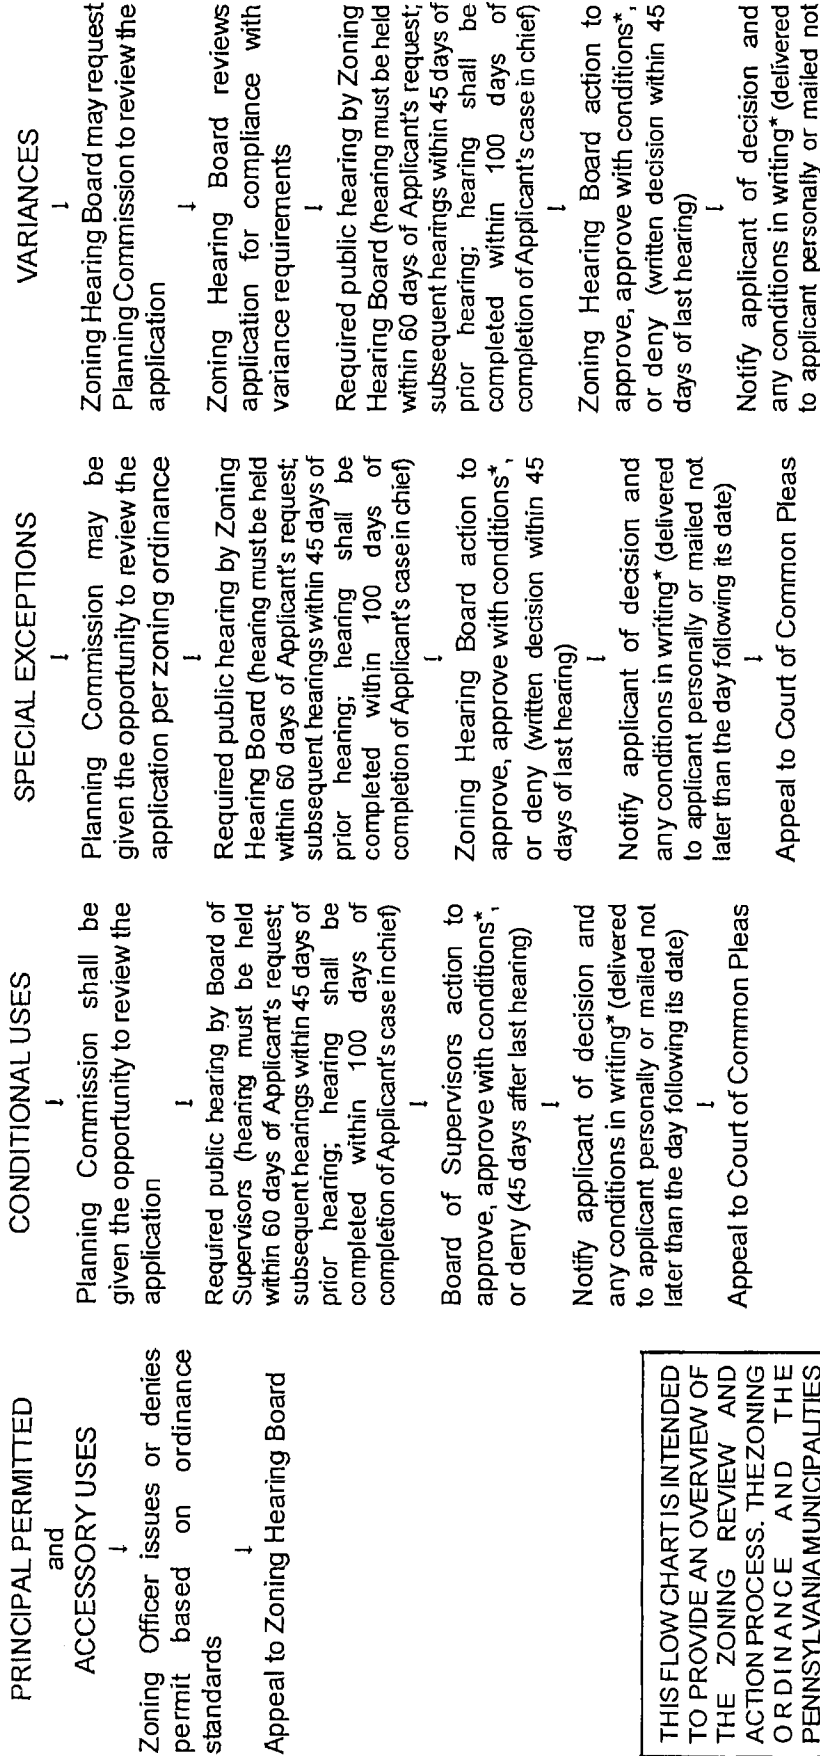 PRINCIPAL PERMITTED
and
ACCESSORY USES
↓
Zoning Officer issues or denies
permit based on ordinance
standards
↓
Appeal to Zoning Hearing Board
THIS FLOW CHART IS INTENDED
TO PROVIDE AN OVERVIEW OF
THE ZONING REVIEW AND
ACTION PROCESS. THE ZONING
ORDINANCE AND THE
PENNSYLVANIA MUNICIPALITIES
CONDITIONAL USES
↓
Planning Commission shall be
given the opportunity to review the
application
↓
Required public hearing by Board of
Supervisors (hearing must be held
within 60 days of Applicant's request;
subsequent hearings within 45 days of
prior hearing; hearing shall be
completed within 100 days of
completion of Applicant's case in chief)
↓
Board of Supervisors action to
approve, approve with conditions*,
or deny (45 days after last hearing)
↓
Notify applicant of decision and
any conditions in writing* (delivered
to applicant personally or mailed not
later than the day following its date)
↓
Appeal to Court of Common Pleas
SPECIAL EXCEPTIONS
↓
Planning Commission may be
given the opportunity to review the
application per zoning ordinance
↓
Required public hearing by Zoning
Hearing Board (hearing must be held
within 60 days of Applicant's request;
subsequent hearings within 45 days of
prior hearing; hearing shall be
completed within 100 days of
completion of Applicant's case in chief)
↓
Zoning Hearing Board action to
approve, approve with conditions*,
or deny (written decision within 45
days of last hearing)
↓
Notify applicant of decision and
any conditions in writing* (delivered
to applicant personally or mailed not
later than the day following its date)
↓
Appeal to Court of Common Pleas
VARIANCES
↓
Zoning Hearing Board may request
Planning Commission to review the
application
↓
Zoning Hearing Board reviews
application for compliance with
variance requirements
↓
Required public hearing by Zoning
Hearing Board (hearing must be held
within 60 days of Applicant's request;
subsequent hearings within 45 days of
prior hearing; hearing shall be
completed within 100 days of
completion of Applicant's case in chief)
↓
Zoning Hearing Board action to
approve, approve with conditions*,
or deny (written decision within 45
days of last hearing)
↓
Notify applicant of decision and
any conditions in writing* (delivered
to applicant personally or mailed not